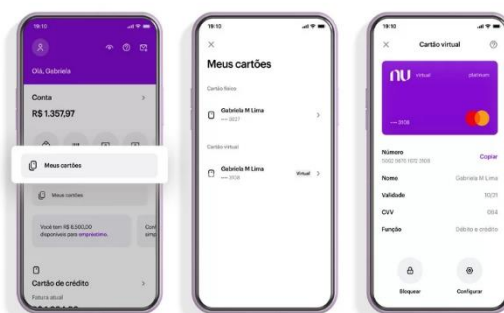 19:10
Olá, Gabriela
Conta
R$ 1.357,97
Meus cartões
Meus cartões
Você tem R$ 8.500,00
disponíveis para empréstimo.
Cartão de crédito
Fatura atual
19:10
Meus cartões
Cartão físico
Gabriela M Lima
Cartão virtual
Gabriela M Lima
Virtual
19:10
Cartão virtual
nu virtual platinum
Número
Copiar
Nome Gabriela M Lima
Validade
CVV
Função Débito e crédito
Bloquear Configurar